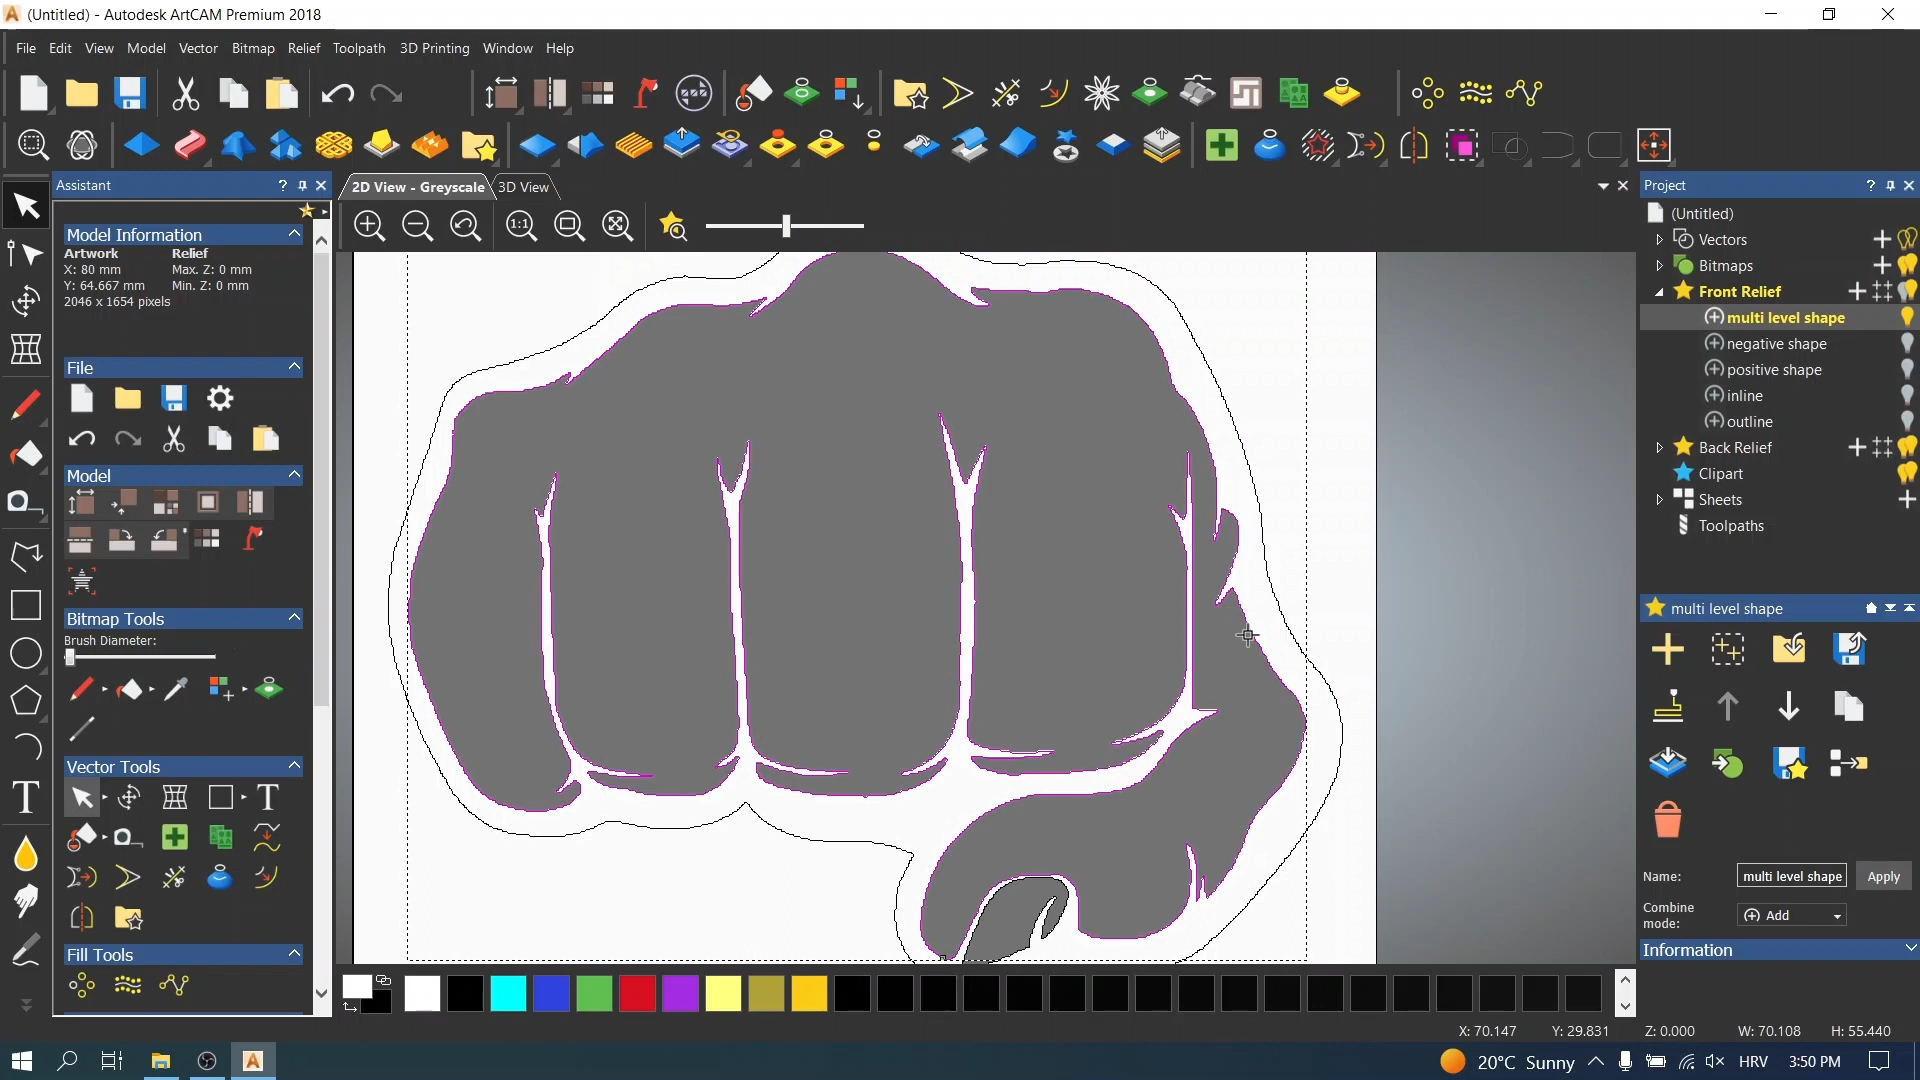 (Untitled) - Autodesk ArtCAM Premium 2018
File Edit View Model Vector Bitmap Relief Toolpath 3D Printing Window Help
Assistant
2D View - Greyscale
3D View
Project
Model Information
Artwork Relief
X: 80 mm Max. Z: 0 mm
Y: 64.667 mm Min. Z: 0 mm
2046 x 1654 pixels
File
Model
Bitmap Tools
Brush Diameter:
Vector Tools
Fill Tools
1:1
(Untitled)
Vectors
Bitmaps
Front Relief
multi level shape
negative shape
positive shape
inline
outline
Back Relief
Clipart
Sheets
Toolpaths
multi level shape
Name: multi level shape Apply
Combine mode: Add
Information
X: 70.147 Y: 29.831 Z: 0.000 W: 70.108 H: 55.440
20°C Sunny HRV 3:50 PM